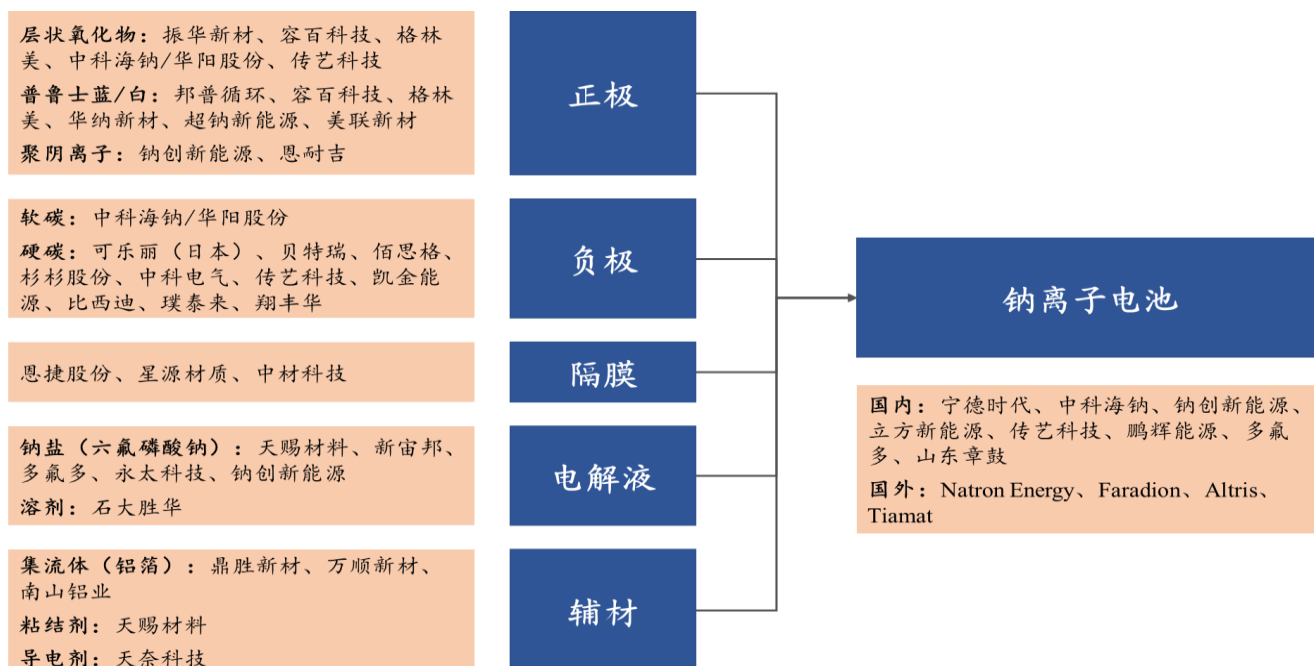 层状氧化物：振华新材、容百科技、格林
美、中科海钠/华阳股份、传艺科技
普鲁士蓝/白：邦普循环、容百科技、格林
美、华纳新材、超钠新能源、美联新材
聚阴离子：钠创新能源、恩耐吉
正极
软碳：中科海钠/华阳股份
硬碳：可乐丽（日本）、贝特瑞、佰思格、
杉杉股份、中科电气、传艺科技、凯金能
源、比西迪、璞泰来、翔丰华
负极
恩捷股份、星源材质、中材科技
隔膜
钠盐（六氟磷酸钠）：天赐材料、新宙邦、
多氟多、永太科技、钠创新能源
溶剂：石大胜华
电解液
集流体（铝箔）：鼎胜新材、万顺新材、
南山铝业
粘结剂：天赐材料
导电剂：天奈科技
辅材
钠离子电池
国内：宁德时代、中科海钠、钠创新能源、
立方新能源、传艺科技、鹏辉能源、多氟
多、山东章鼓
国外：Natron Energy、Faradion、Altris、
Tiamat